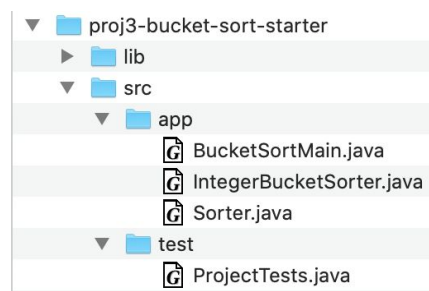 proj3-bucket-sort-starter
lib
src
app
G BucketSortMain.java
G IntegerBucketSorter.java
G Sorter.java
test
G ProjectTests.java